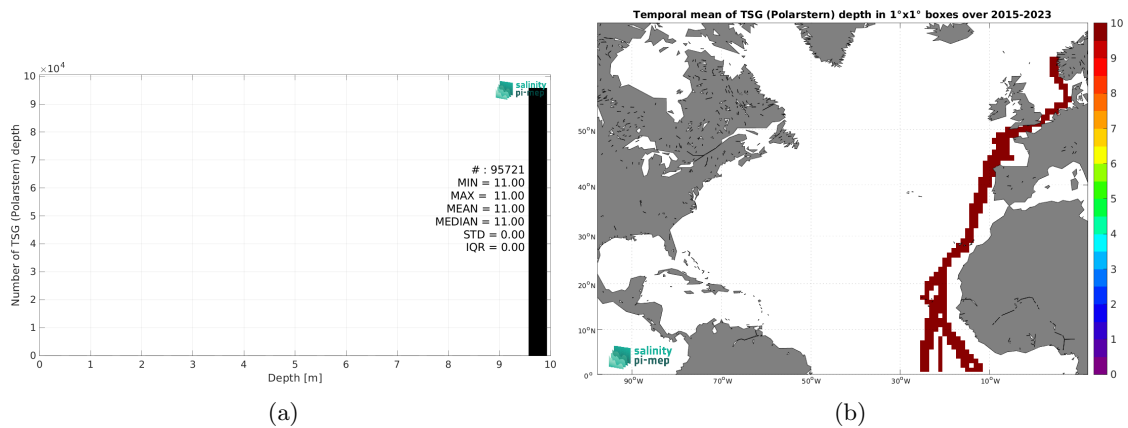 ×10⁴
10
9
8
7
6
5
4
3
2
1
0
Number of TSG (Polarstern) depth
salinity
pi-mep
# : 95721
MIN = 11.00
MAX = 11.00
MEAN = 11.00
MEDIAN = 11.00
STD = 0.00
IQR = 0.00
0 1 2 3 4 5 6 7 8 9 10
Depth [m]
(a)
Temporal mean of TSG (Polarstern) depth in 1°x1° boxes over 2015-2023
50°N
40°N
30°N
20°N
10°N
0°
salinity
pi-mep
90°W 70°W 50°W 30°W 10°W
10
9
8
7
6
5
4
3
2
1
0
(b)